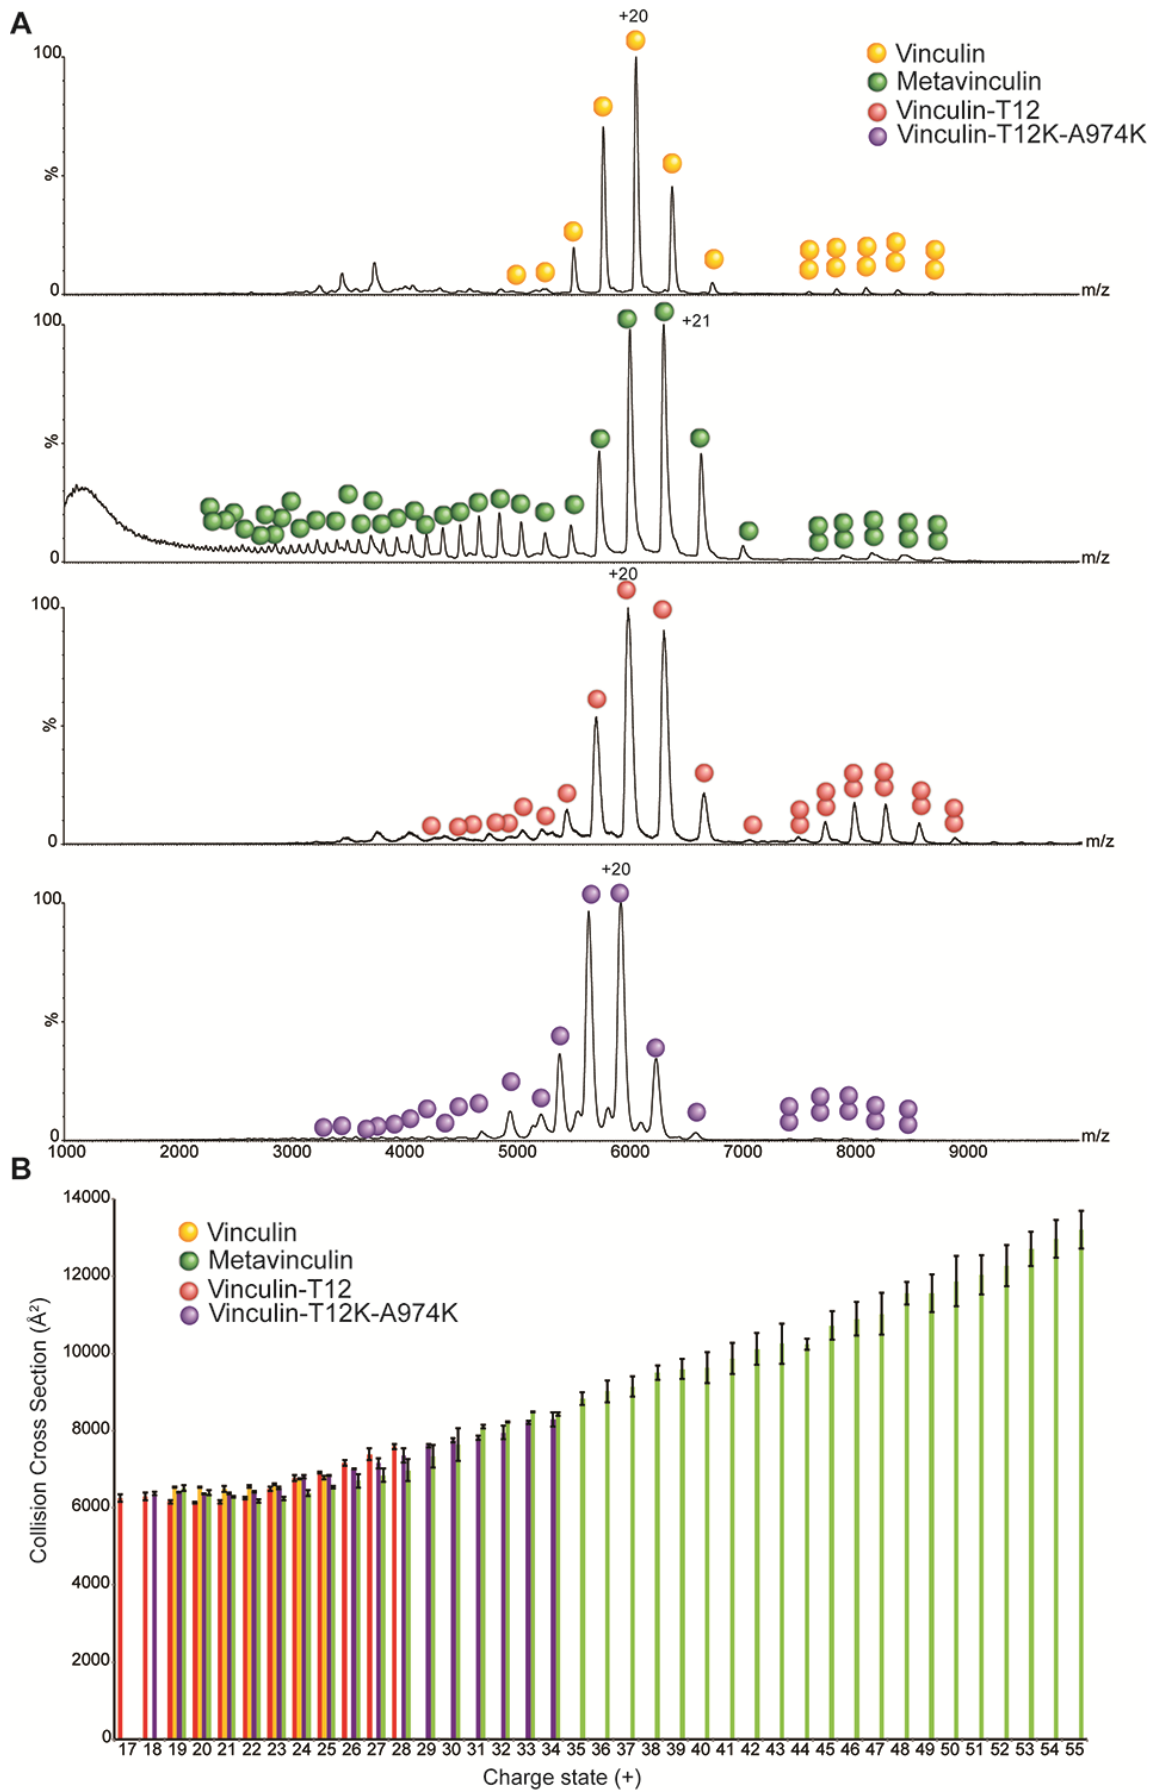 A
+20
100
%
0
m/z
Vinculin
Metavinculin
Vinculin-T12
Vinculin-T12K-A974K
100
+21
%
0
m/z
+20
100
%
0
m/z
+20
100
%
0
m/z
1000 2000 3000 4000 5000 6000 7000 8000 9000
B
14000
12000
10000
8000
6000
4000
2000
0
Collision Cross Section (Å²)
Vinculin
Metavinculin
Vinculin-T12
Vinculin-T12K-A974K
17 18 19 20 21 22 23 24 25 26 27 28 29 30 31 32 33 34 35 36 37 38 39 40 41 42 43 44 45 46 47 48 49 50 51 52 53 54 55
Charge state (+)